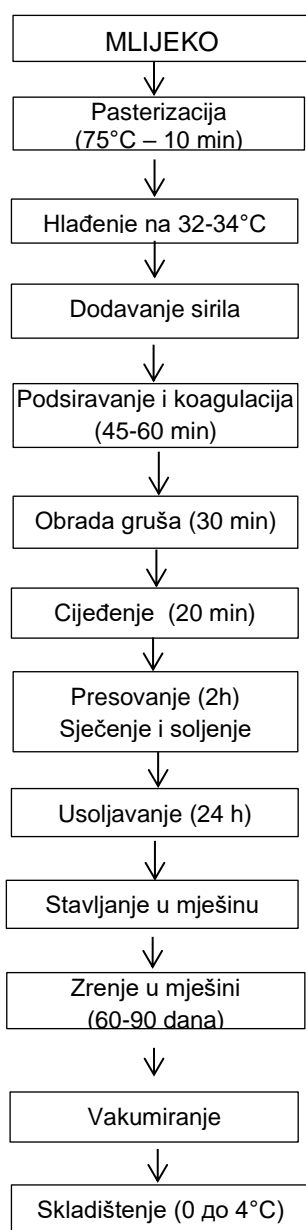 MLIJEKO
Pasterizacija
(75°C – 10 min)
Hlađenje na 32-34°C
Dodavanje sirila
Podsiravanje i koagulacija
(45-60 min)
Obrada gruša (30 min)
Cijeđenje (20 min)
Presovanje (2h)
Sječenje i soljenje
Usoljavanje (24 h)
Stavljanje u mješinu
Zrenje u mješini
(60-90 dana)
Vakumiranje
Skladištenje (0 до 4°C)